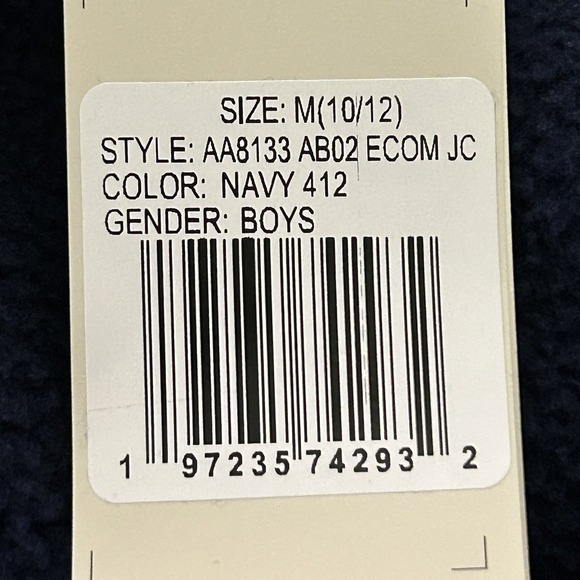 SIZE: M(10/12)
STYLE: AA8133 AB02 ECOM JC
COLOR: NAVY 412
GENDER: BOYS
1 97235 74293 2